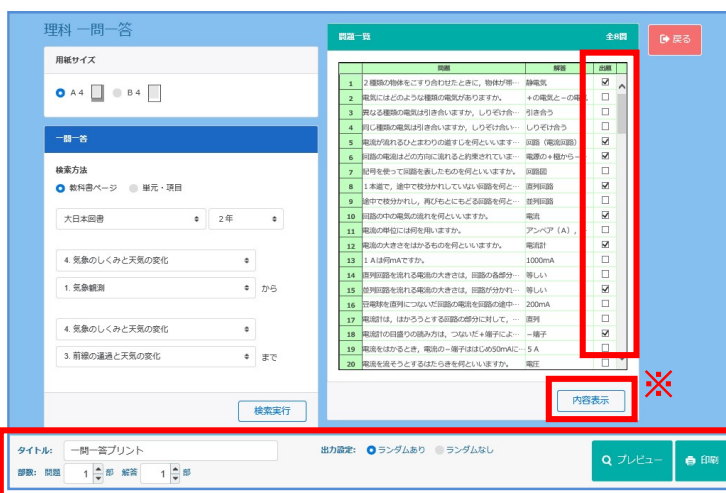 理科 一問一答
用紙サイズ
A4 B4
一問一答
検索方法
教科書ページ 単元・項目
大日本図書 2年
4. 気象のしくみと天気の変化
1. 気象観測 から
4. 気象のしくみと天気の変化
3. 前線の通過と天気の変化 まで
検索実行
問題一覧 全8問
戻る
問題 解答 出題
1 2種類の物体をこすり合わせたときに，物体が帯… 静電気
2 電気にはどのような種類の電気がありますか。 +の電気と-の電気
3 異なる種類の電気は引き合いますか，しりぞけ合… 引き合う
4 同じ種類の電気は引き合いますか，しりぞけ合い… しりぞけ合う
5 電流が流れるひとまわりの道すじを何といいます… 回路（電流回路）
6 回路の電流はどの方向に流れると約束されていま… 電源の+極から-
7 記号を使って回路を表したものを何といいますか。 回路図
8 1本道で，途中で枝分かれしていない回路を何と… 直列回路
9 途中で枝分かれし，再びもとにもどる回路を何と… 並列回路
10 回路の中の電気の流れを何といいますか。 電流
11 電流の単位には何を用いますか。 アンペア（A），
12 電流の大きさをはかるものを何といいますか。 電流計
13 1Aは何mAですか。 1000mA
14 直列回路を流れる電流の大きさは，回路の各部分… 等しい
15 並列回路を流れる電流の大きさは，回路が分かれ… 等しい
16 豆電球を直列につないだ回路の電流を回路の途中… 200mA
17 電流計は，はかろうとする回路の部分に対して，… 直列
18 電流計の目盛りの読み方は，つないだ+端子によ… -端子
19 電流をはかるとき，電流の-端子ははじめ50mAに… 5A
20 電流を流そうとするはたらきを何といいますか。 電圧
内容表示
※
タイトル: 一問一答プリント 出力設定: ランダムあり ランダムなし
部数: 問題 1 部 解答 1 部
プレビュー 印刷